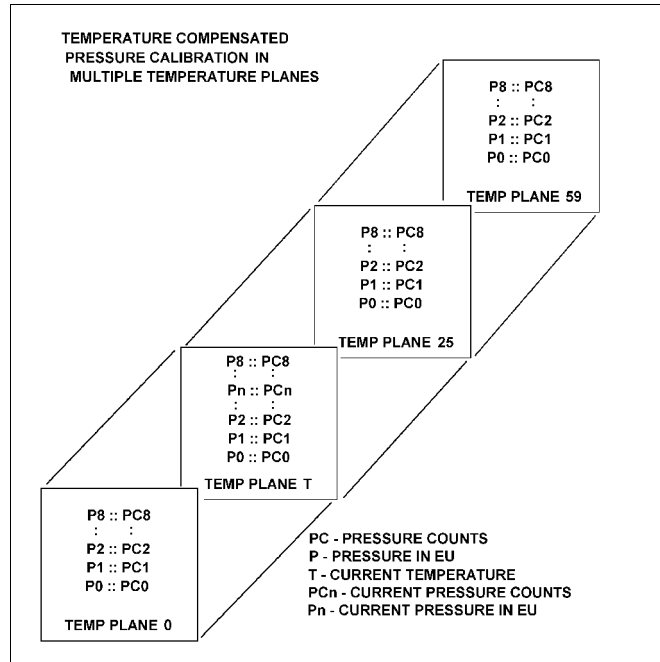 TEMPERATURE COMPENSATED
PRESSURE CALIBRATION IN
MULTIPLE TEMPERATURE PLANES
P8 :: PC8
: :
P2 :: PC2
P1 :: PC1
P0 :: PC0
TEMP PLANE 59
P8 :: PC8
: :
P2 :: PC2
P1 :: PC1
P0 :: PC0
TEMP PLANE 25
P8 :: PC8
: :
Pn :: PCn
: :
P2 :: PC2
P1 :: PC1
P0 :: PC0
TEMP PLANE T
P8 :: PC8
: :
P2 :: PC2
P1 :: PC1
P0 :: PC0
TEMP PLANE 0
PC - PRESSURE COUNTS
P - PRESSURE IN EU
T - CURRENT TEMPERATURE
PCn - CURRENT PRESSURE COUNTS
Pn - CURRENT PRESSURE IN EU